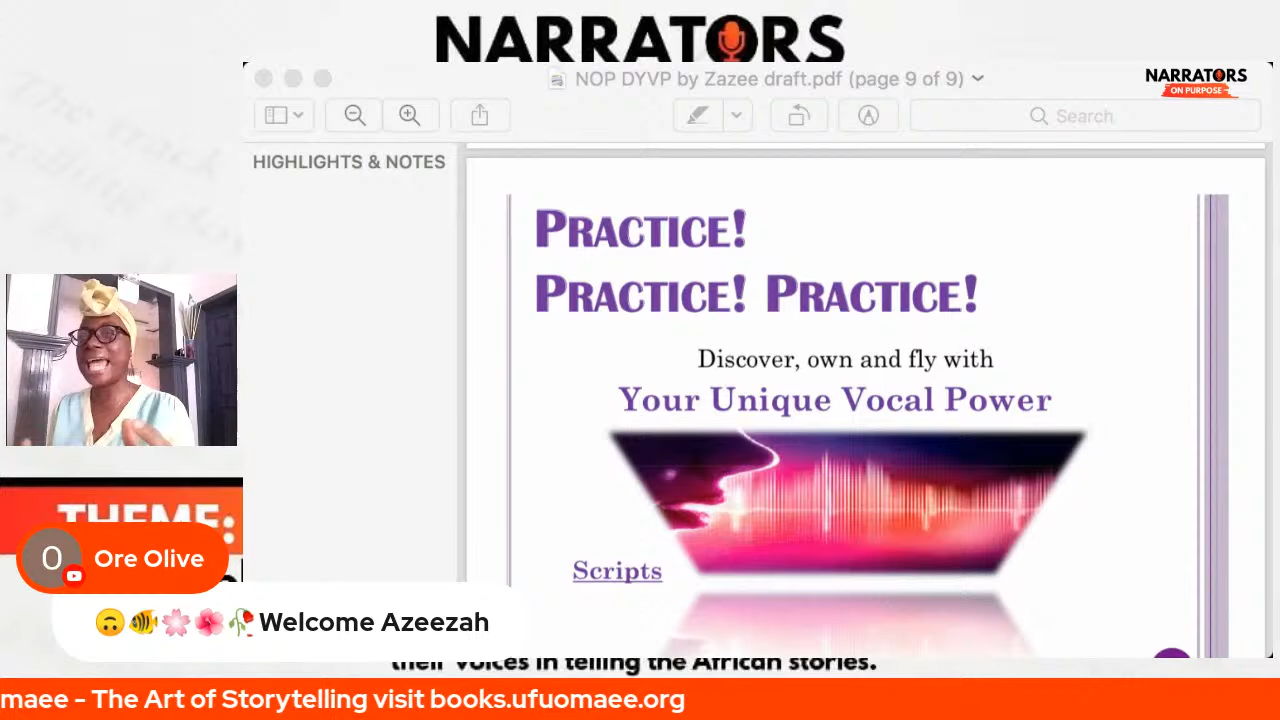 NARRATORS
NOP DYVP by Zazee draft.pdf (page 9 of 9)
NARRATORS
ON PURPOSE
Search
HIGHLIGHTS & NOTES
PRACTICE!
PRACTICE! PRACTICE!
Discover, own and fly with
Your Unique Vocal Power
Scripts
THEME:
O
Ore Olive
🙃🐠🌸🌺🥀Welcome Azeezah
their voices in telling the African stories.
maee - The Art of Storytelling visit books.ufuomaee.org